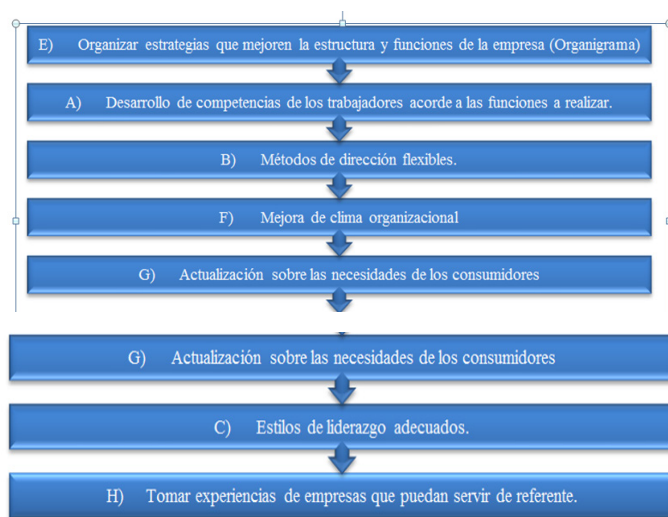 E) Organizar estrategias que mejoren la estructura y funciones de la empresa (Organigrama)
A) Desarrollo de competencias de los trabajadores acorde a las funciones a realizar.
B) Métodos de dirección flexibles.
F) Mejora de clima organizacional
G) Actualización sobre las necesidades de los consumidores
G) Actualización sobre las necesidades de los consumidores
C) Estilos de liderazgo adecuados.
H) Tomar experiencias de empresas que puedan servir de referente.